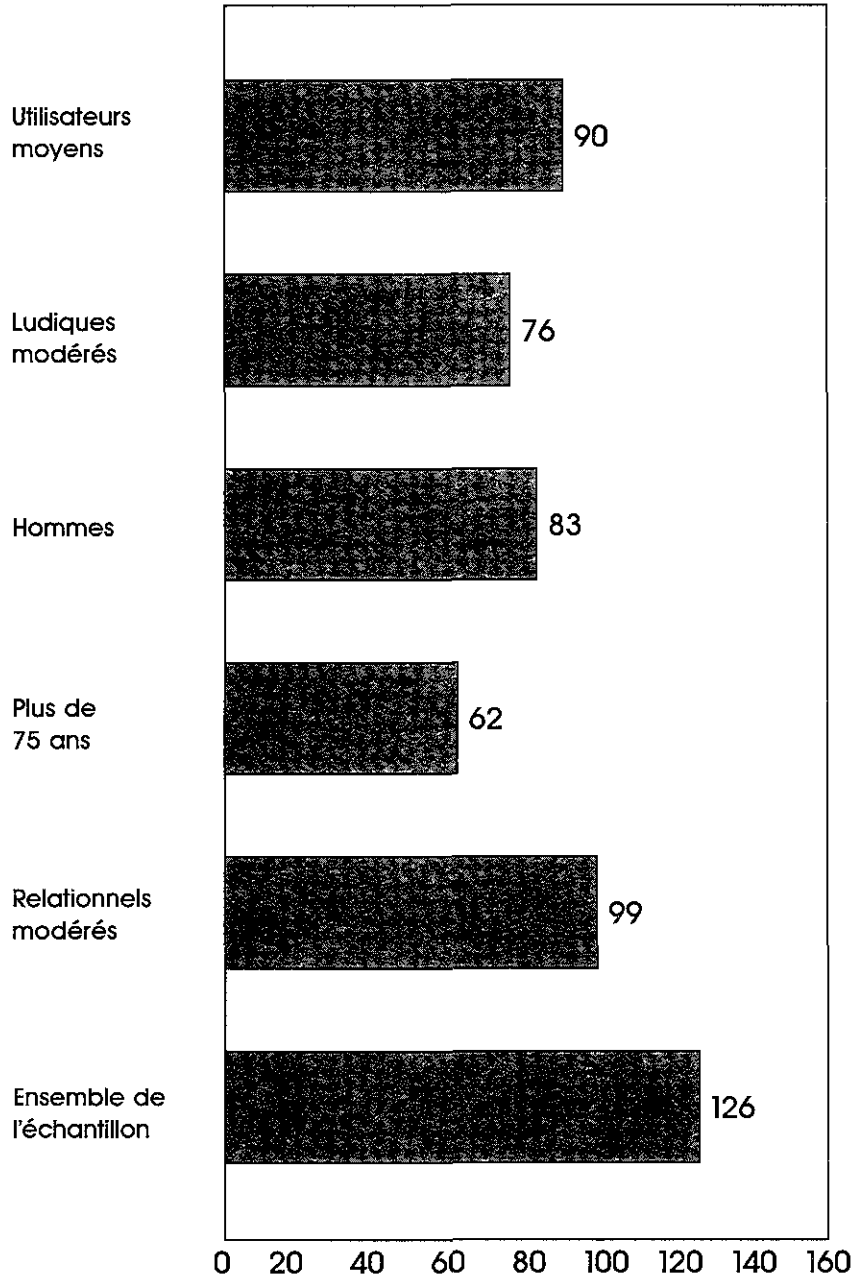 Utilisateurs
moyens
90
Ludiques
modérés
76
Hommes
83
Plus de
75 ans
62
Relationnels
modérés
99
Ensemble de
l'échantillon
126
0 20 40 60 80 100 120 140 160